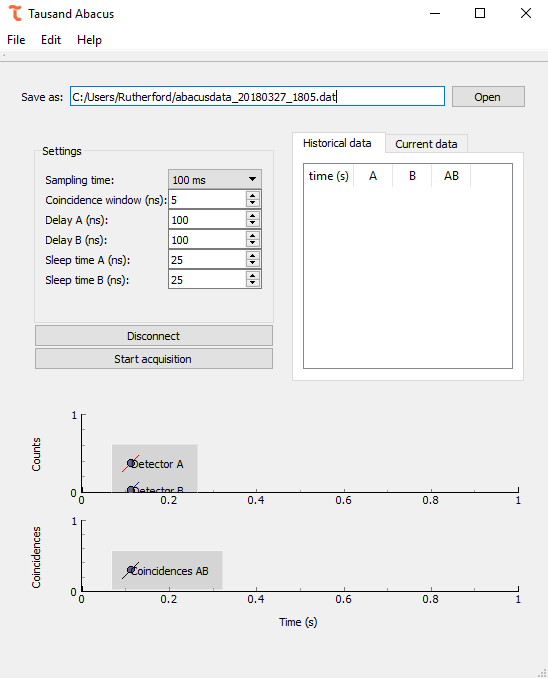 Tausand Abacus
File Edit Help
Save as: C:/Users/Rutherford/abacusdata_20180327_1805.dat Open
Settings
Sampling time: 100 ms
Coincidence window (ns): 5
Delay A (ns): 100
Delay B (ns): 100
Sleep time A (ns): 25
Sleep time B (ns): 25
Disconnect
Start acquisition
Historical data Current data
time (s) A B AB
Counts
1
0
Detector A
Detector B
0 0.2 0.4 0.6 0.8 1
Coincidences
1
0
Coincidences AB
0 0.2 0.4 0.6 0.8 1
Time (s)